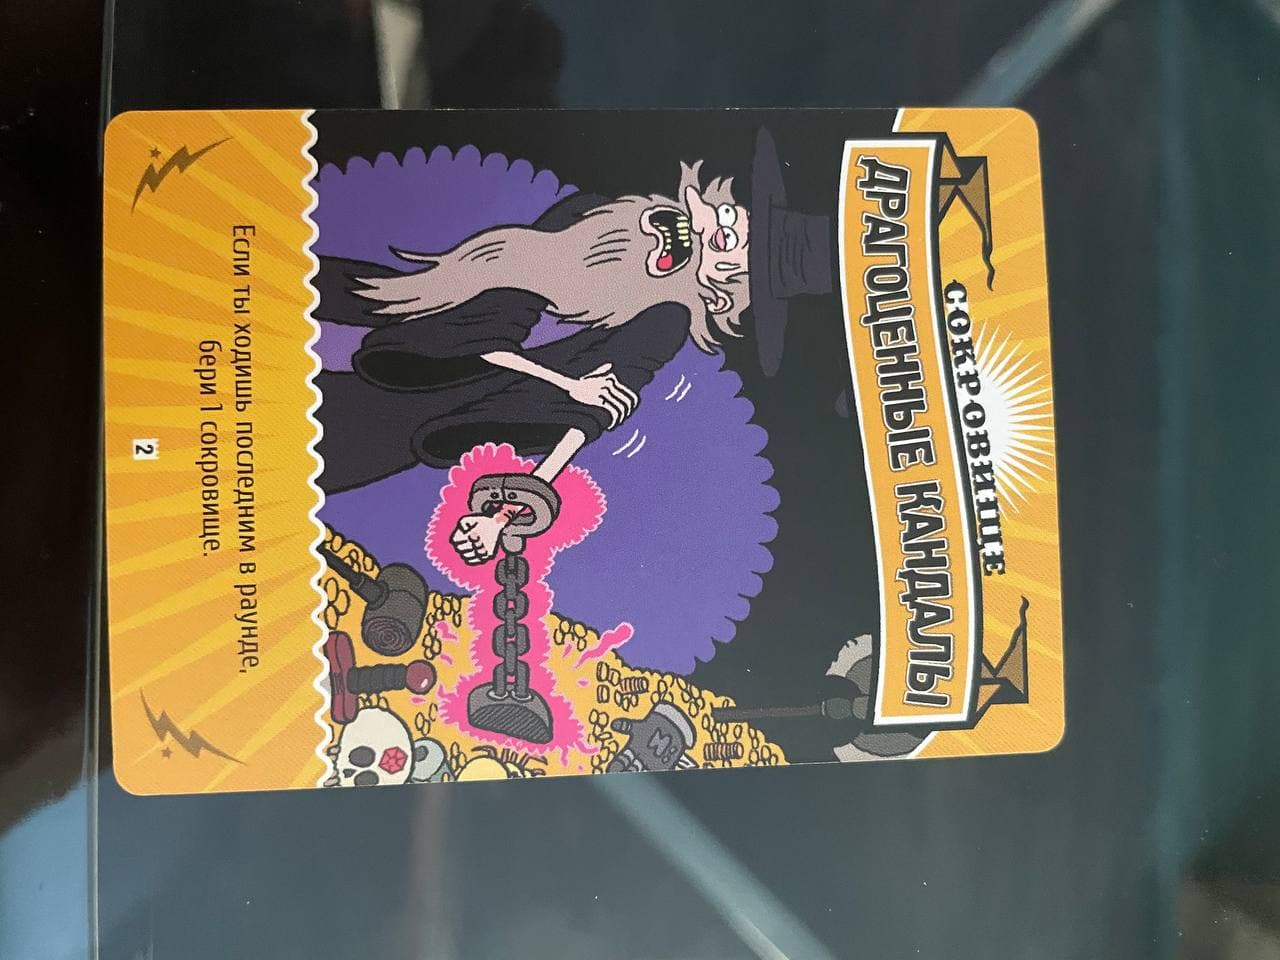 СОКРОВИЩЕ
ДРАГОЦЕННЫЕ КАНДАЛЫ
Если ты ходишь последним в раунде,
бери 1 сокровище.
2